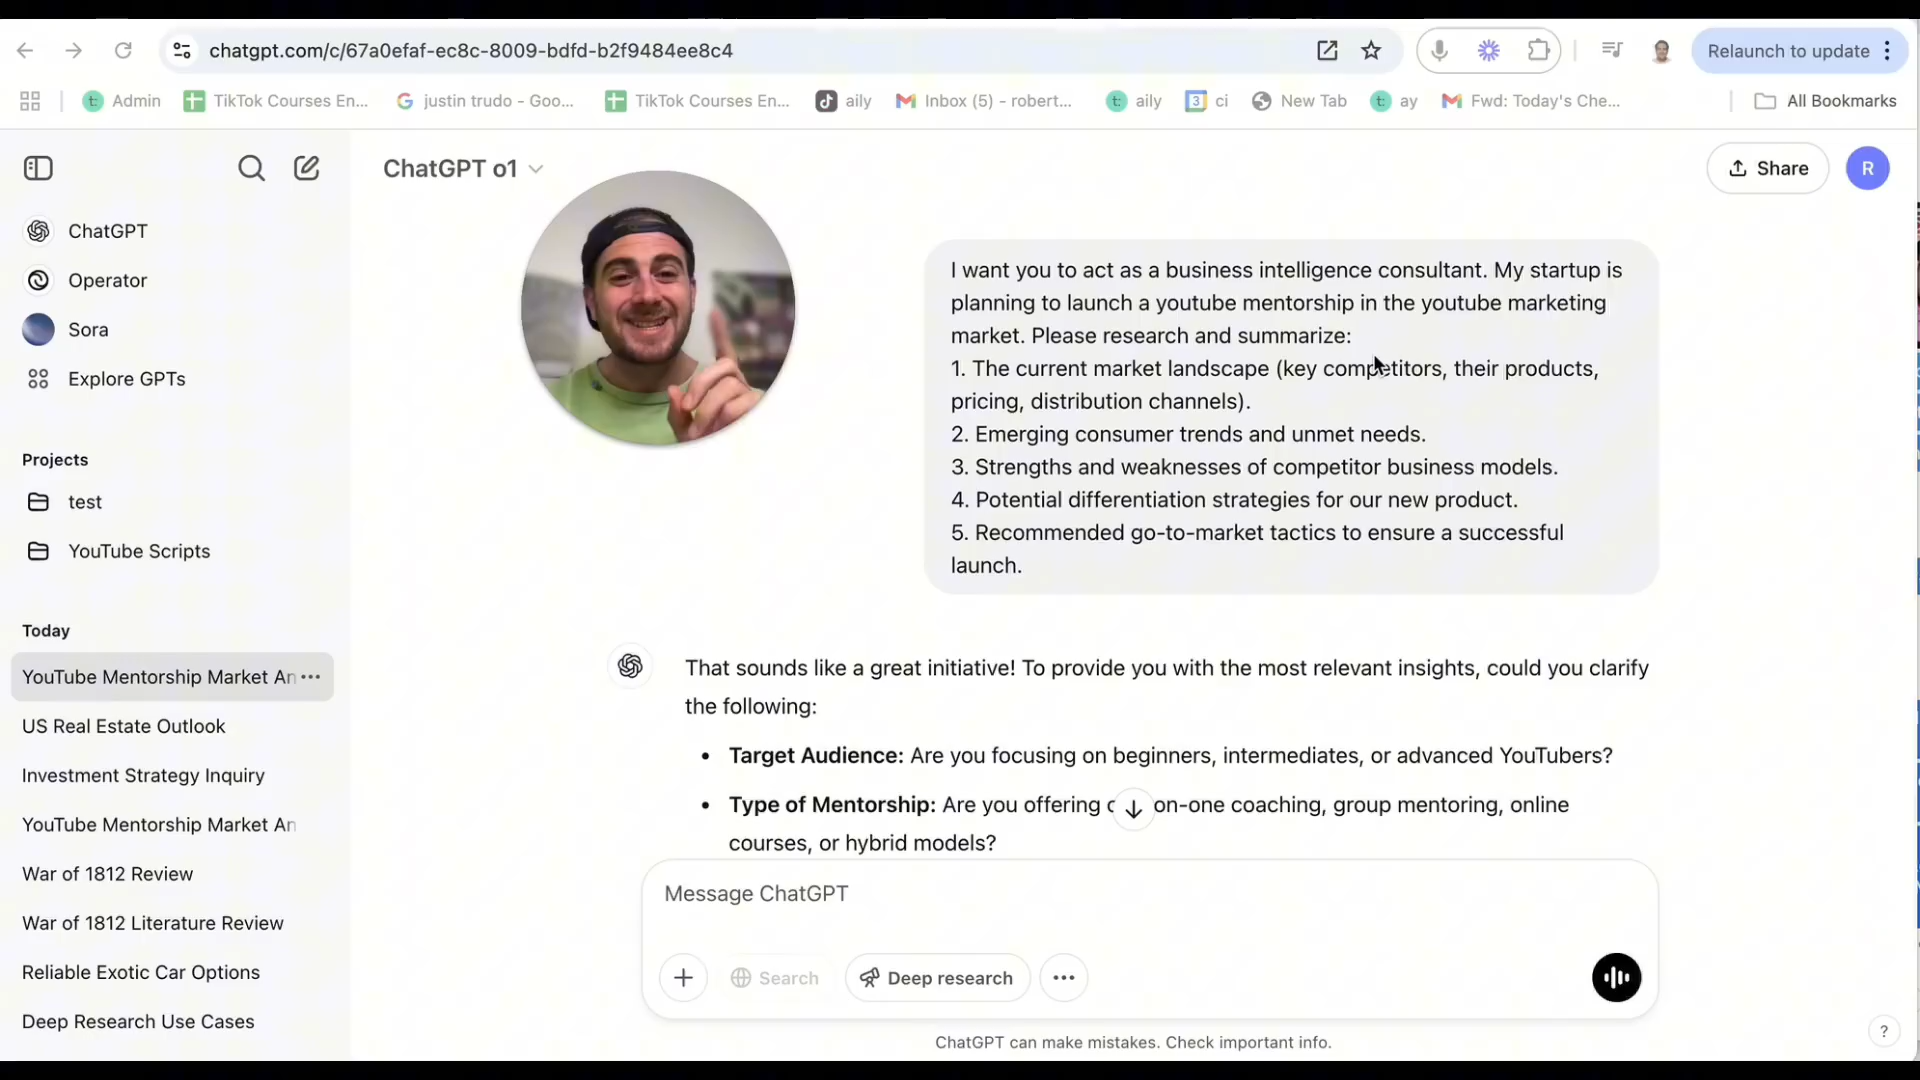 chatgpt.com/c/67a0efaf-ec8c-8009-bdfd-b2f9484ee8c4
Relaunch to update
Admin
TikTok Courses En...
justin trudo - Goo...
TikTok Courses En...
aily
Inbox (5) - robert...
aily
3
ci
New Tab
ay
Fwd: Today's Che...
All Bookmarks
ChatGPT o1
Share
R
ChatGPT
Operator
Sora
Explore GPTs
Projects
test
YouTube Scripts
Today
YouTube Mentorship Market An
US Real Estate Outlook
Investment Strategy Inquiry
YouTube Mentorship Market An
War of 1812 Review
War of 1812 Literature Review
Reliable Exotic Car Options
Deep Research Use Cases
I want you to act as a business intelligence consultant. My startup is
planning to launch a youtube mentorship in the youtube marketing
market. Please research and summarize:
1. The current market landscape (key competitors, their products,
pricing, distribution channels).
2. Emerging consumer trends and unmet needs.
3. Strengths and weaknesses of competitor business models.
4. Potential differentiation strategies for our new product.
5. Recommended go-to-market tactics to ensure a successful
launch.
That sounds like a great initiative! To provide you with the most relevant insights, could you clarify
the following:
• Target Audience: Are you focusing on beginners, intermediates, or advanced YouTubers?
• Type of Mentorship: Are you offering on-one coaching, group mentoring, online
courses, or hybrid models?
Message ChatGPT
Search
Deep research
ChatGPT can make mistakes. Check important info.
?